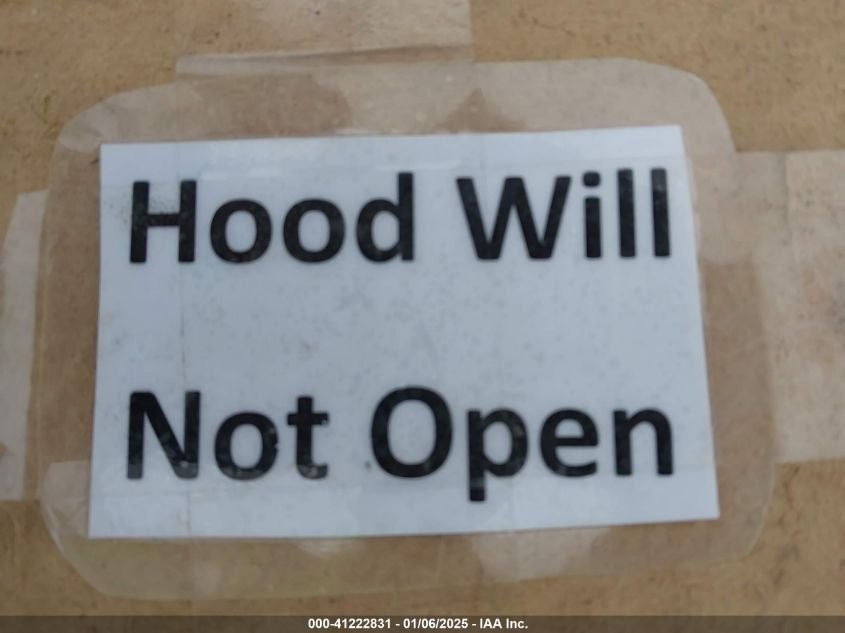 Hood Will
Not Open
000-41222831 - 01/06/2025 - IAA Inc.